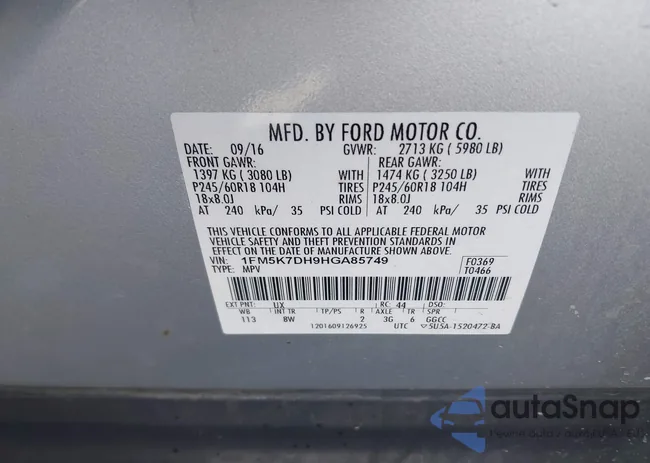 MFD. BY FORD MOTOR CO.
DATE: 09/16 GVWR: 2713 KG ( 5980 LB)
FRONT GAWR: REAR GAWR:
1397 KG ( 3080 LB) WITH 1474 KG ( 3250 LB) WITH
P245/60R18 104H TIRES P245/60R18 104H TIRES
18x8.0J RIMS 18x8.0J RIMS
AT 240 kPa/ 35 PSI COLD AT 240 kPa/ 35 PSI COLD
THIS VEHICLE CONFORMS TO ALL APPLICABLE FEDERAL MOTOR
VEHICLE SAFETY AND THEFT PREVENTION STANDARDS IN
EFFECT ON THE DATE OF MANUFACTURE SHOWN ABOVE.
VIN: 1FM5K7DH9HGA85749 F0369
TYPE: MPV T0466
EXT PNT: UX RC: 44 DSO:
WB INT TR TP/PS R AXLE TR SPR
113 8W 2 3G 6 GGCC
1201609126925 UTC 5U5A-1520472-BA
autoSnap